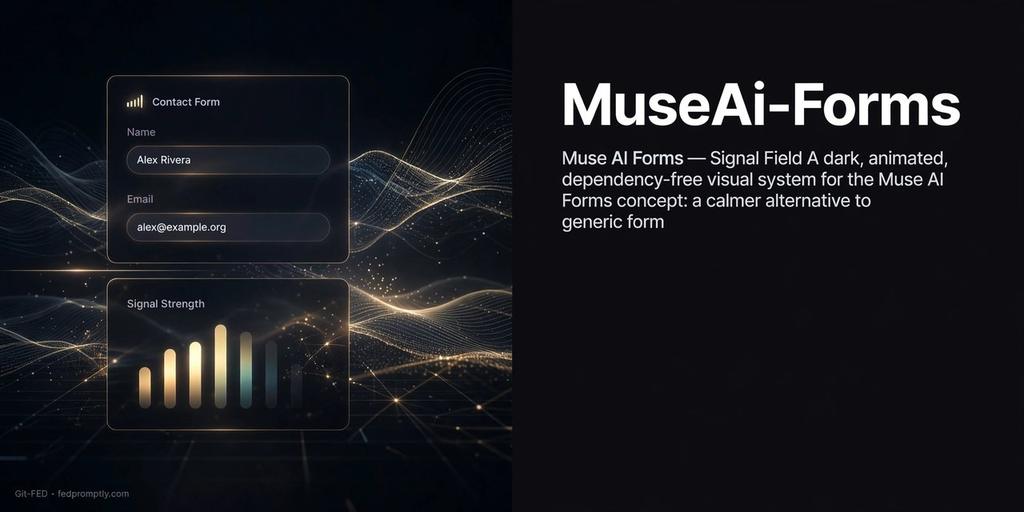 Contact Form
Name
Alex Rivera
Email
alex@example.org
Signal Strength
Git-FED • fedpromptly.com
MuseAi-Forms
Muse AI Forms — Signal Field A dark, animated,
dependency-free visual system for the Muse AI
Forms concept: a calmer alternative to
generic form